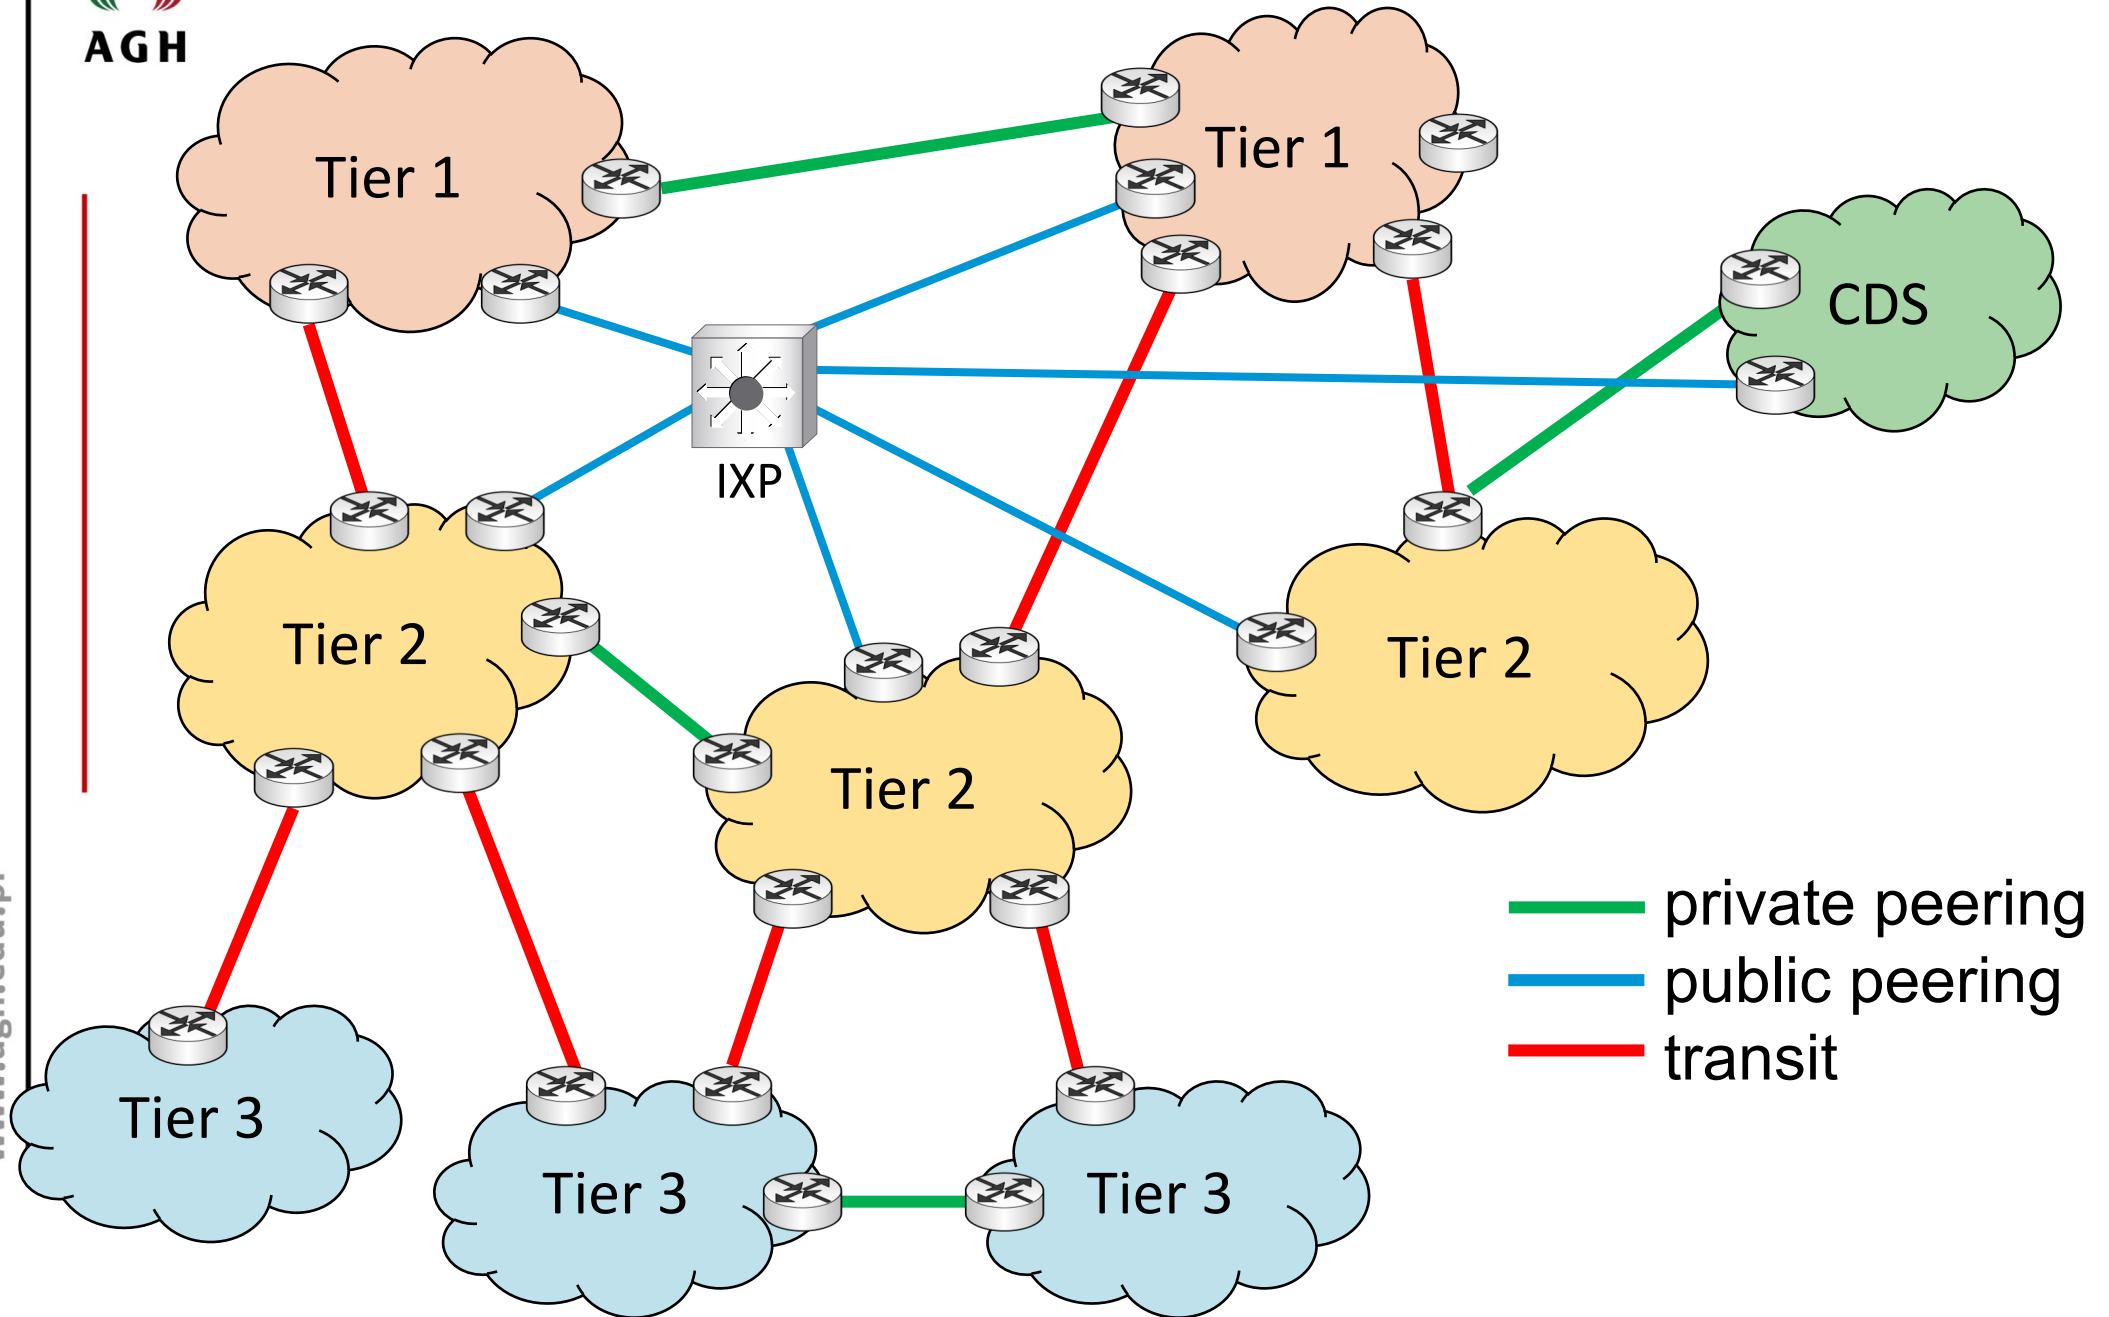 AGH
Tier 1
Tier 1
CDS
IXP
Tier 2
Tier 2
Tier 2
private peering
public peering
transit
Tier 3
Tier 3
Tier 3